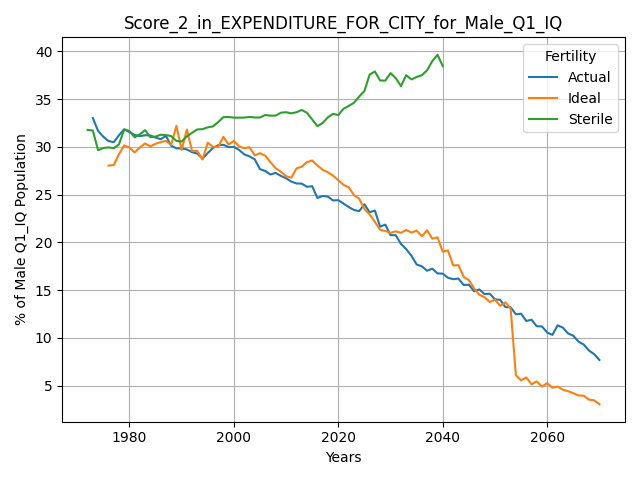 Score_2_in_EXPENDITURE_FOR_CITY_for_Male_Q1_IQ
% of Male Q1_IQ Population
40
35
30
25
20
15
10
5
Fertility
Actual
Ideal
Sterile
1980
2000
2020
2040
2060
Years